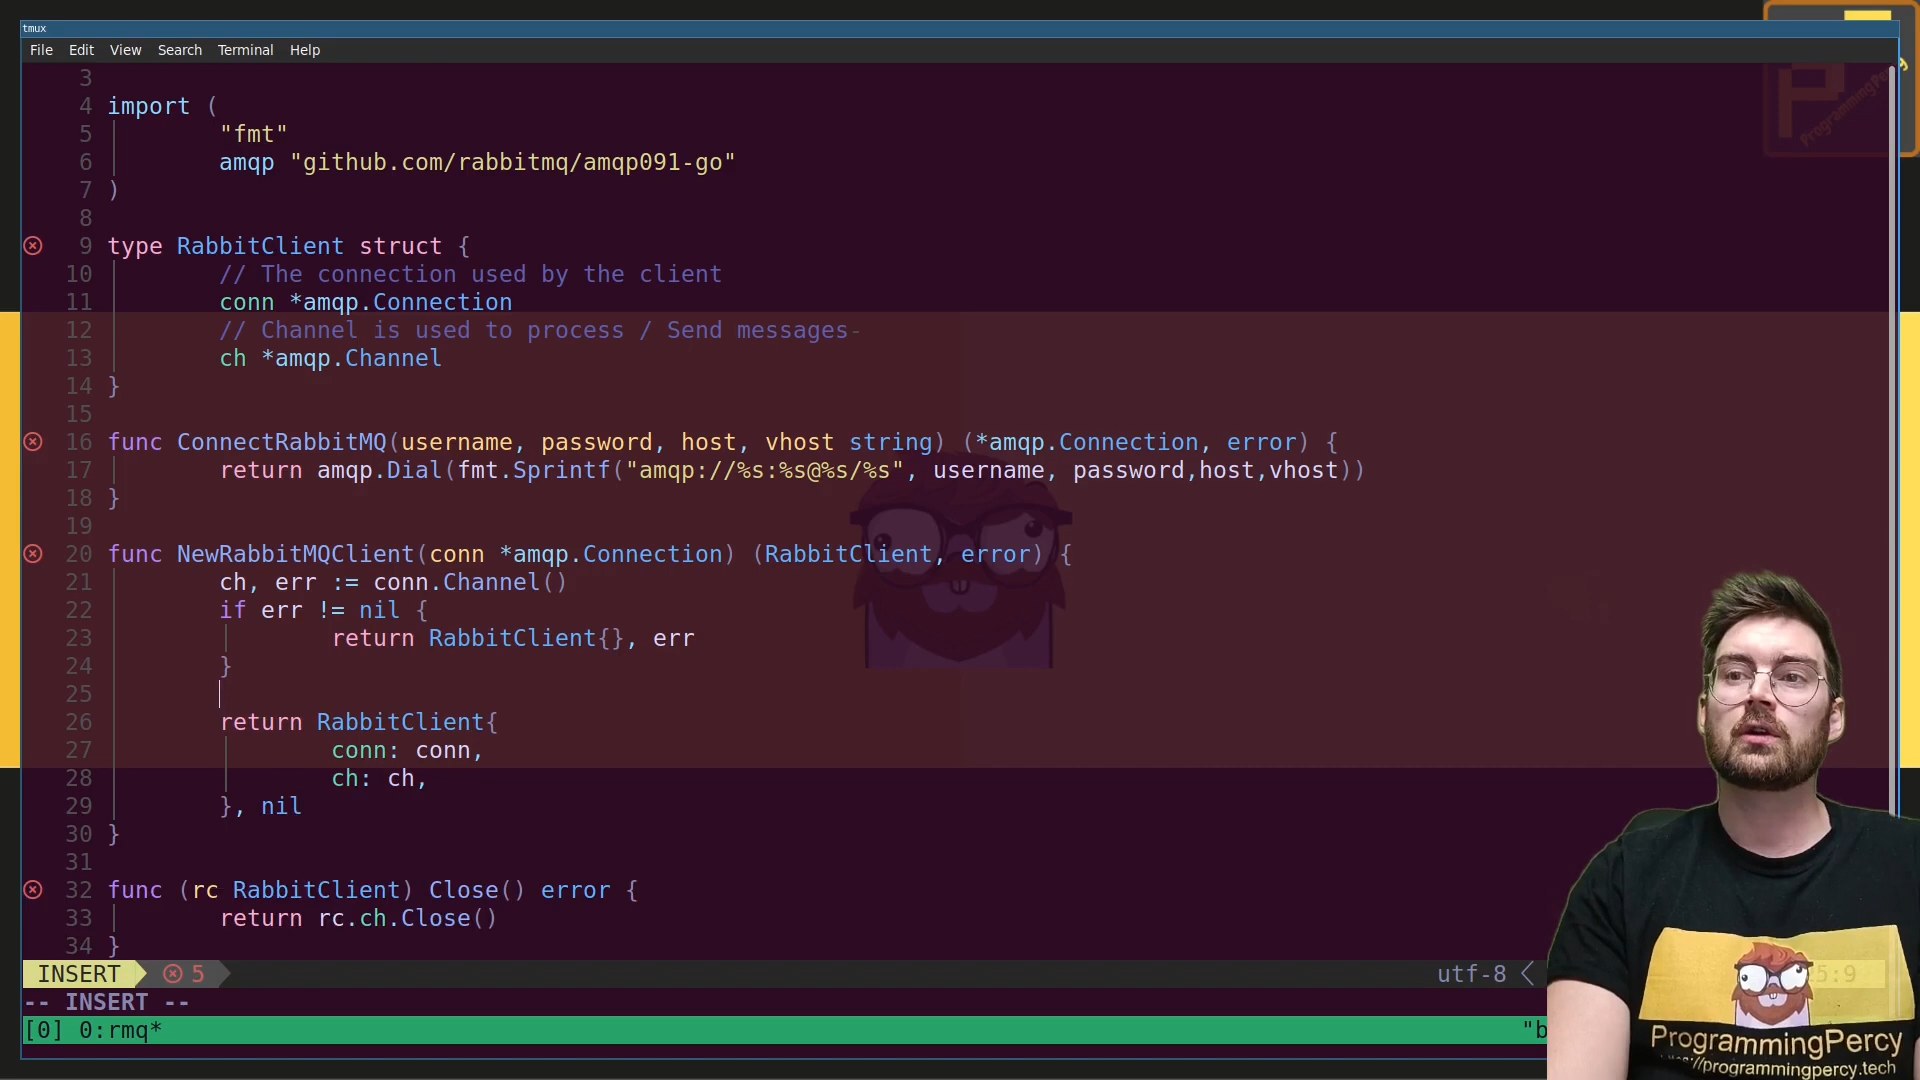 tmux
File Edit View Search Terminal Help
3
4 import (
5 "fmt"
6 amqp "github.com/rabbitmq/amqp091-go"
7 )
8
9 type RabbitClient struct {
10 // The connection used by the client
11 conn *amqp.Connection
12 // Channel is used to process / Send messages-
13 ch *amqp.Channel
14 }
15
16 func ConnectRabbitMQ(username, password, host, vhost string) (*amqp.Connection, error) {
17 return amqp.Dial(fmt.Sprintf("amqp://%s:%s@%s/%s", username, password,host,vhost))
18 }
19
20 func NewRabbitMQClient(conn *amqp.Connection) (RabbitClient, error) {
21 ch, err := conn.Channel()
22 if err != nil {
23 return RabbitClient{}, err
24 }
25
26 return RabbitClient{
27 conn: conn,
28 ch: ch,
29 }, nil
30 }
31
32 func (rc RabbitClient) Close() error {
33 return rc.ch.Close()
34 }
INSERT 5 utf-8 5:9
-- INSERT --
[0] 0:rmq* "b
ProgrammingPercy
ProgrammingPercy
//programmingpercy.tech